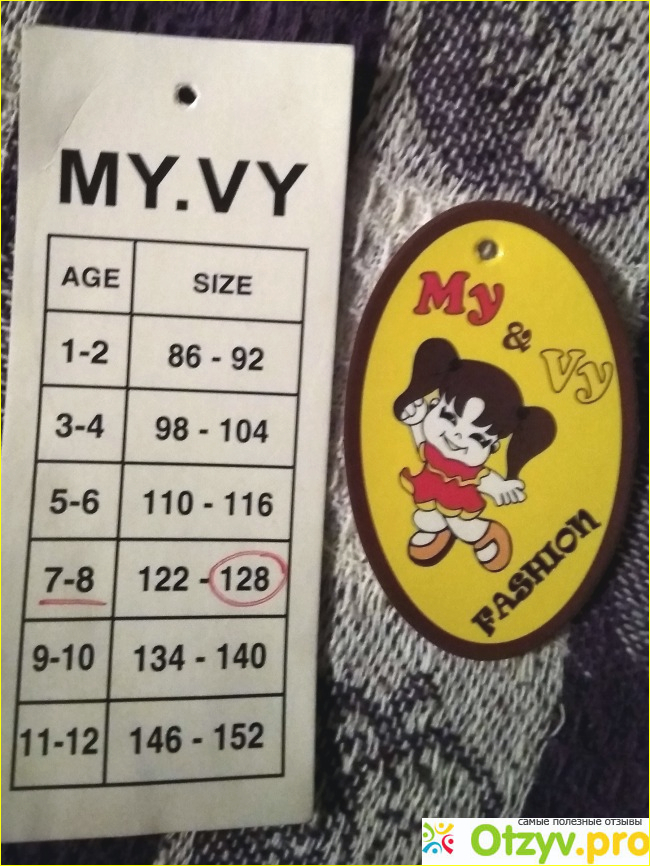 MY.VY
AGE SIZE
1-2 86 - 92
3-4 98 - 104
5-6 110 - 116
7-8 122 - 128
9-10 134 - 140
11-12 146 - 152
My
&
Vy
FASHION
самые полезные отзывы
Otzyv.pro